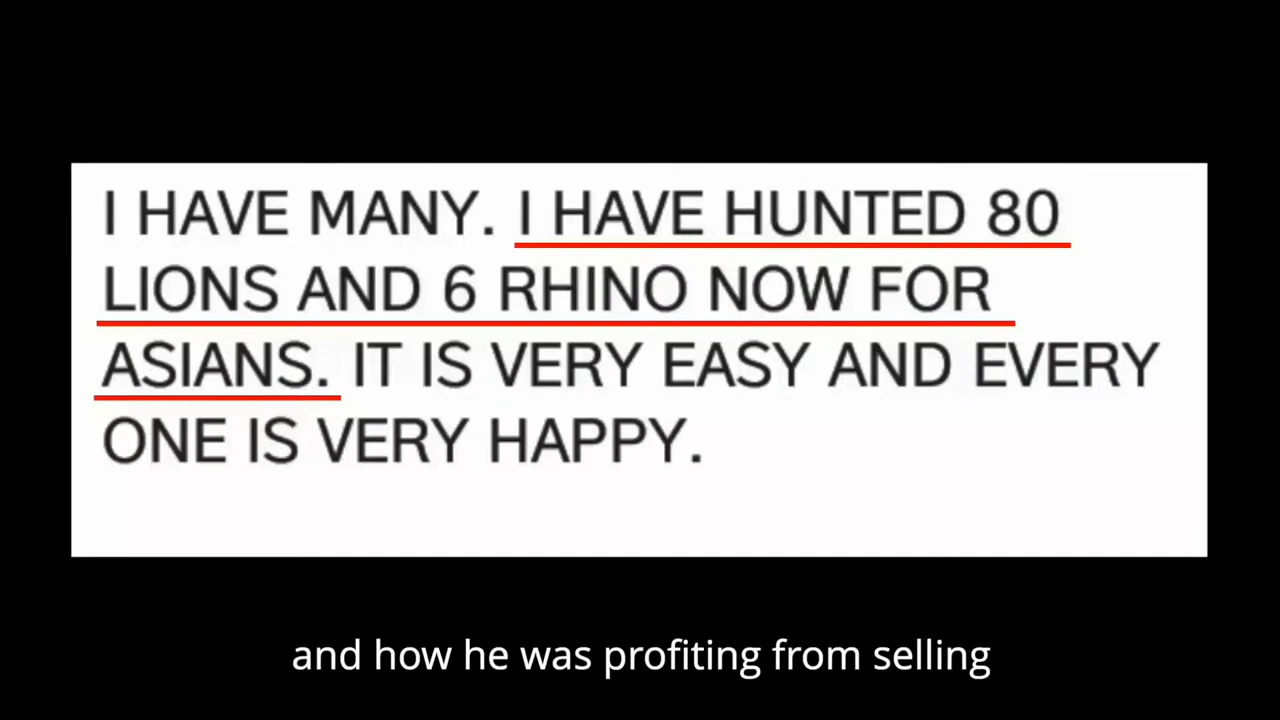 I HAVE MANY. I HAVE HUNTED 80
LIONS AND 6 RHINO NOW FOR
ASIANS. IT IS VERY EASY AND EVERY
ONE IS VERY HAPPY.
and how he was profiting from selling